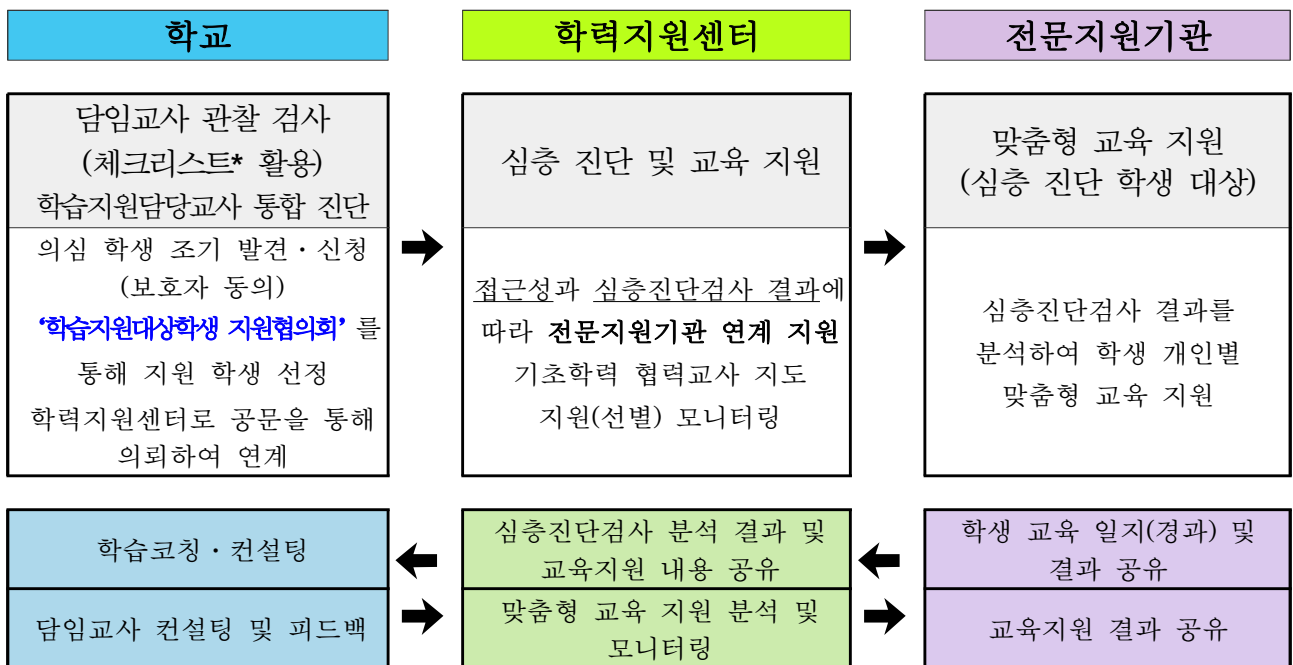 학교
학력지원센터
전문지원기관
담임교사 관찰 검사
(체크리스트* 활용)
학습지원담당교사 통합 진단
의심 학생 조기 발견·신청
(보호자 동의)
‘학습지원대상학생 지원협의회’ 를
통해 지원 학생 선정
학력지원센터로 공문을 통해
의뢰하여 연계
심층 진단 및 교육 지원
접근성과 심층진단검사 결과에
따라 전문지원기관 연계 지원
기초학력 협력교사 지도
지원(선별) 모니터링
맞춤형 교육 지원
(심층 진단 학생 대상)
심층진단검사 결과를
분석하여 학생 개인별
맞춤형 교육 지원
학습코칭·컨설팅
심층진단검사 분석 결과 및
교육지원 내용 공유
학생 교육 일지(경과) 및
결과 공유
담임교사 컨설팅 및 피드백
맞춤형 교육 지원 분석 및
모니터링
교육지원 결과 공유